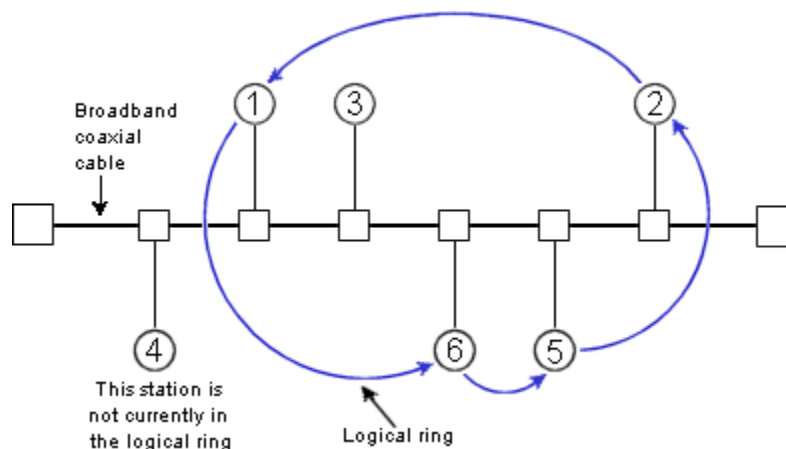 1
3
2
Broadband
coaxial
cable
4
6
5
This station is
not currently in
the logical ring
Logical ring